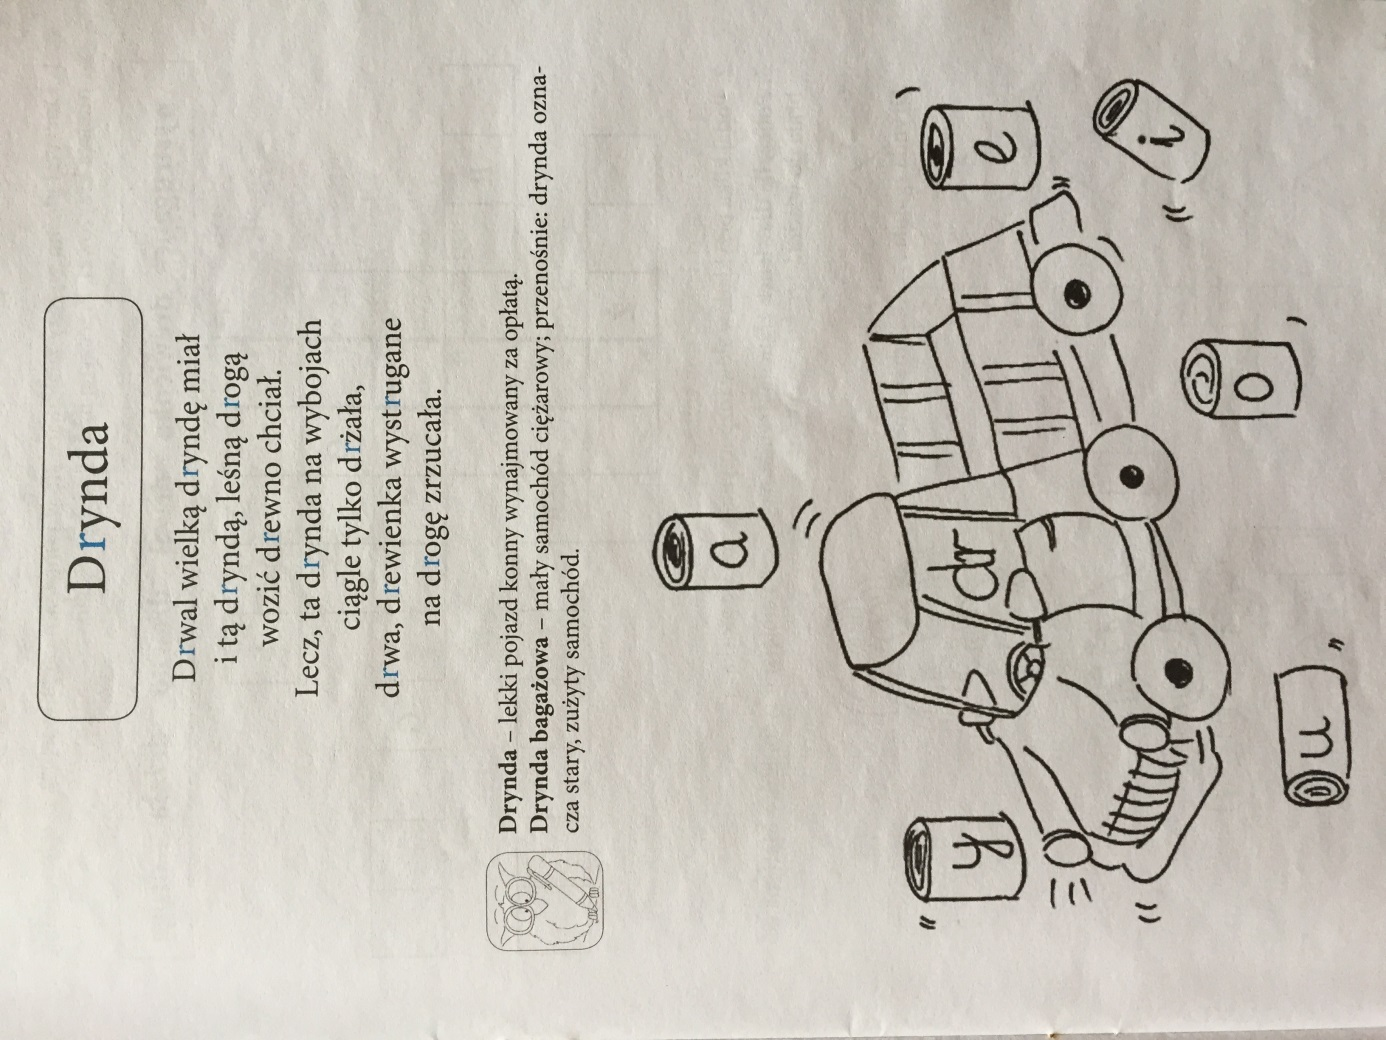 Drynda
Drwal wielką dryndę miał
i tą dryndą, leśną drogą
wozić drewno chciał.
Lecz, ta drynda na wybojach
ciągle tylko drżała,
drwa, drewienka wystrugane
na drogę zrzucała.
Drynda – lekki pojazd konny wynajmowany za opłatą.
Drynda bagażowa – mały samochód ciężarowy; przenośnie: drynda ozna-
cza stary, zużyty samochód.
a
y
dr
e
i
o
u